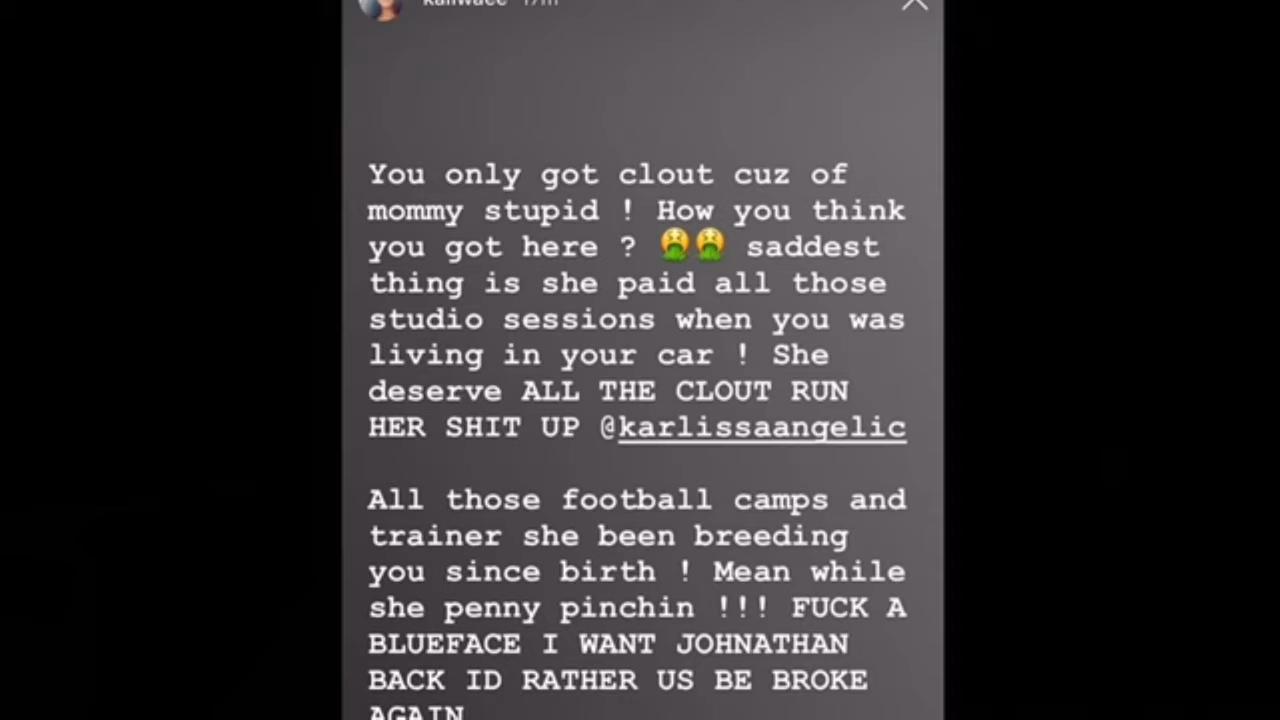 You only got clout cuz of
mommy stupid ! How you think
you got here ? 🤮🤮 saddest
thing is she paid all those
studio sessions when you was
living in your car ! She
deserve ALL THE CLOUT RUN
HER SHIT UP @karlissaangelic
All those football camps and
trainer she been breeding
you since birth ! Mean while
she penny pinchin !!! FUCK A
BLUEFACE I WANT JOHNATHAN
BACK ID RATHER US BE BROKE
AGAIN